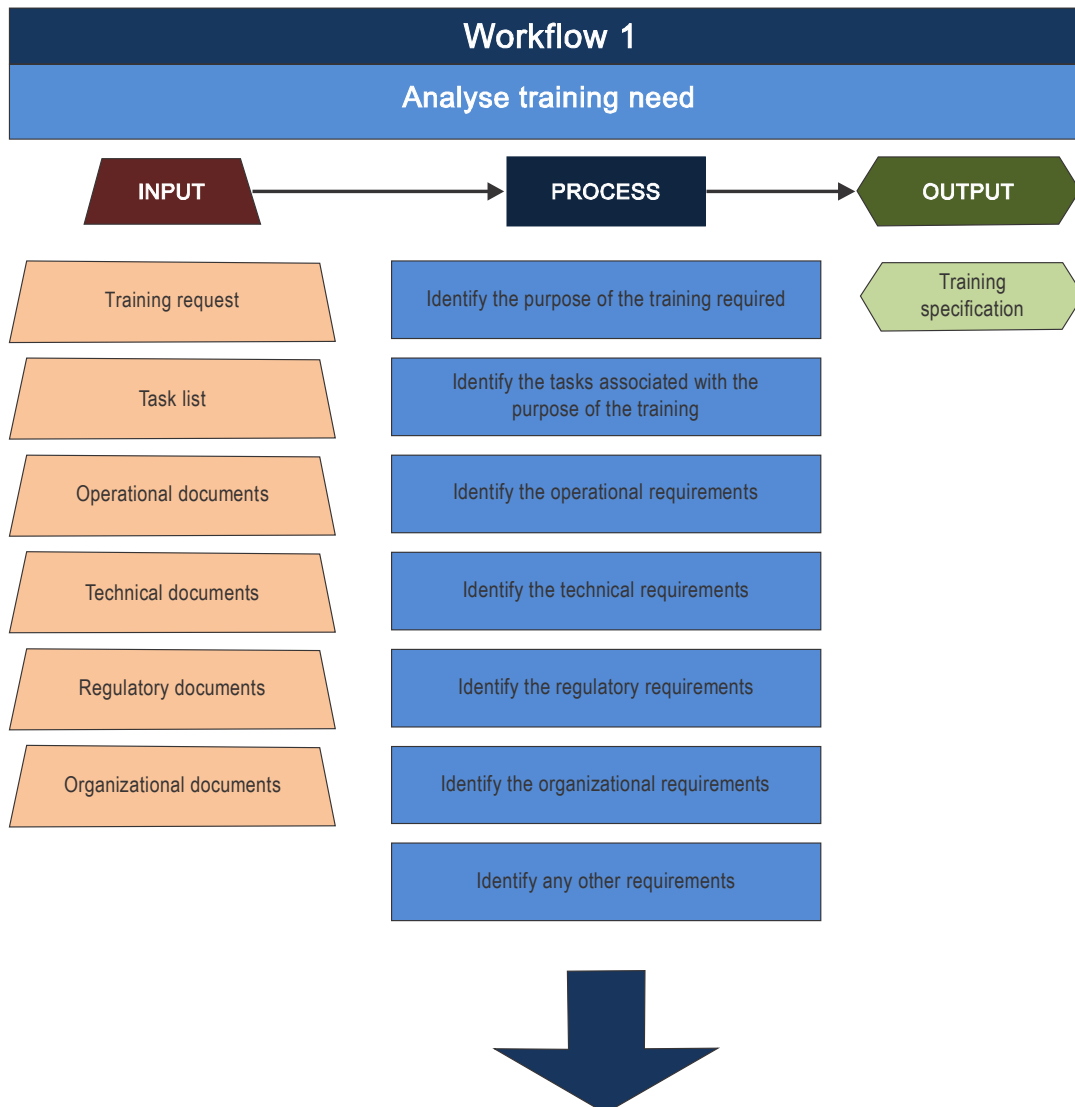 Workflow 1
Analyse training need
INPUT
PROCESS
OUTPUT
Training request
Identify the purpose of the training required
Training
specification
Task list
Identify the tasks associated with the
purpose of the training
Operational documents
Identify the operational requirements
Technical documents
Identify the technical requirements
Regulatory documents
Identify the regulatory requirements
Organizational documents
Identify the organizational requirements
Identify any other requirements